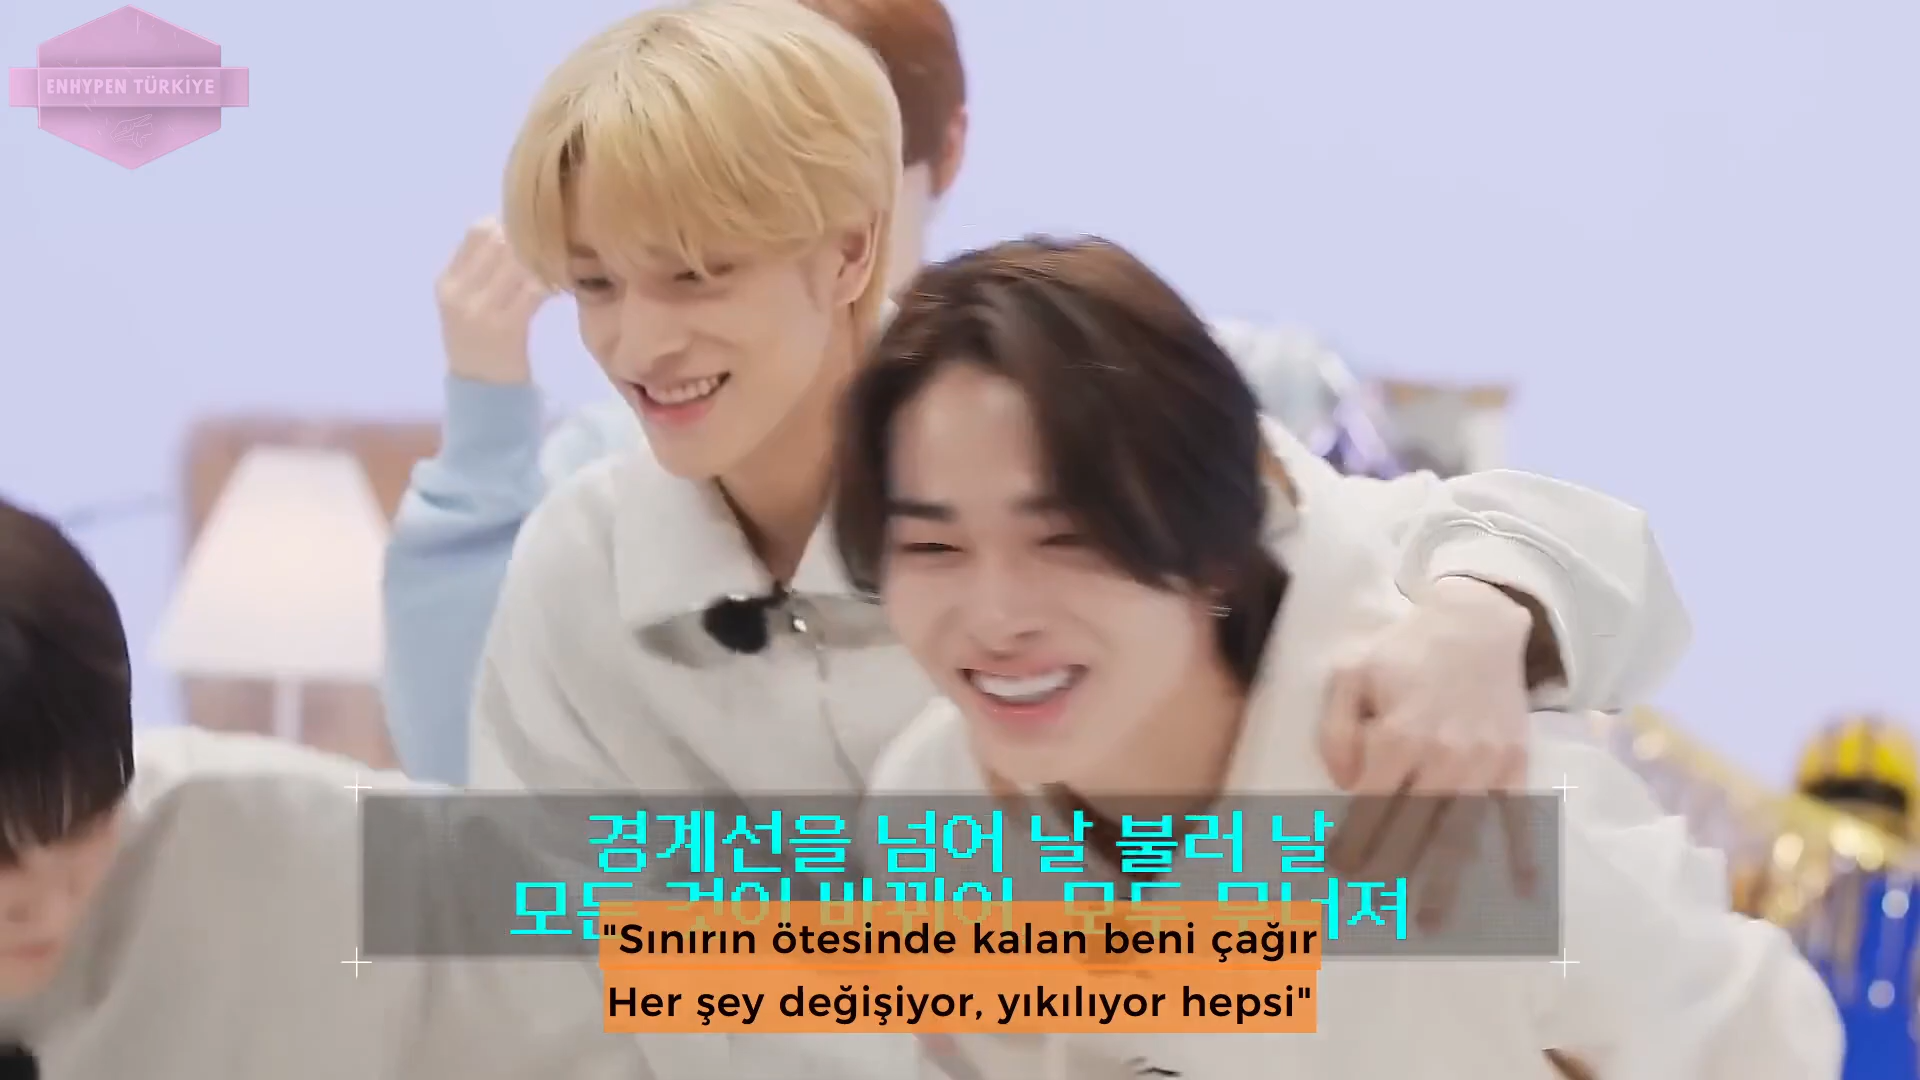 ENHYPEN TÜRKİYE
경계선을 넘어 날 불러 날
"Sınırın ötesinde kalan beni çağır
Her şey değişiyor, yıkılıyor hepsi"